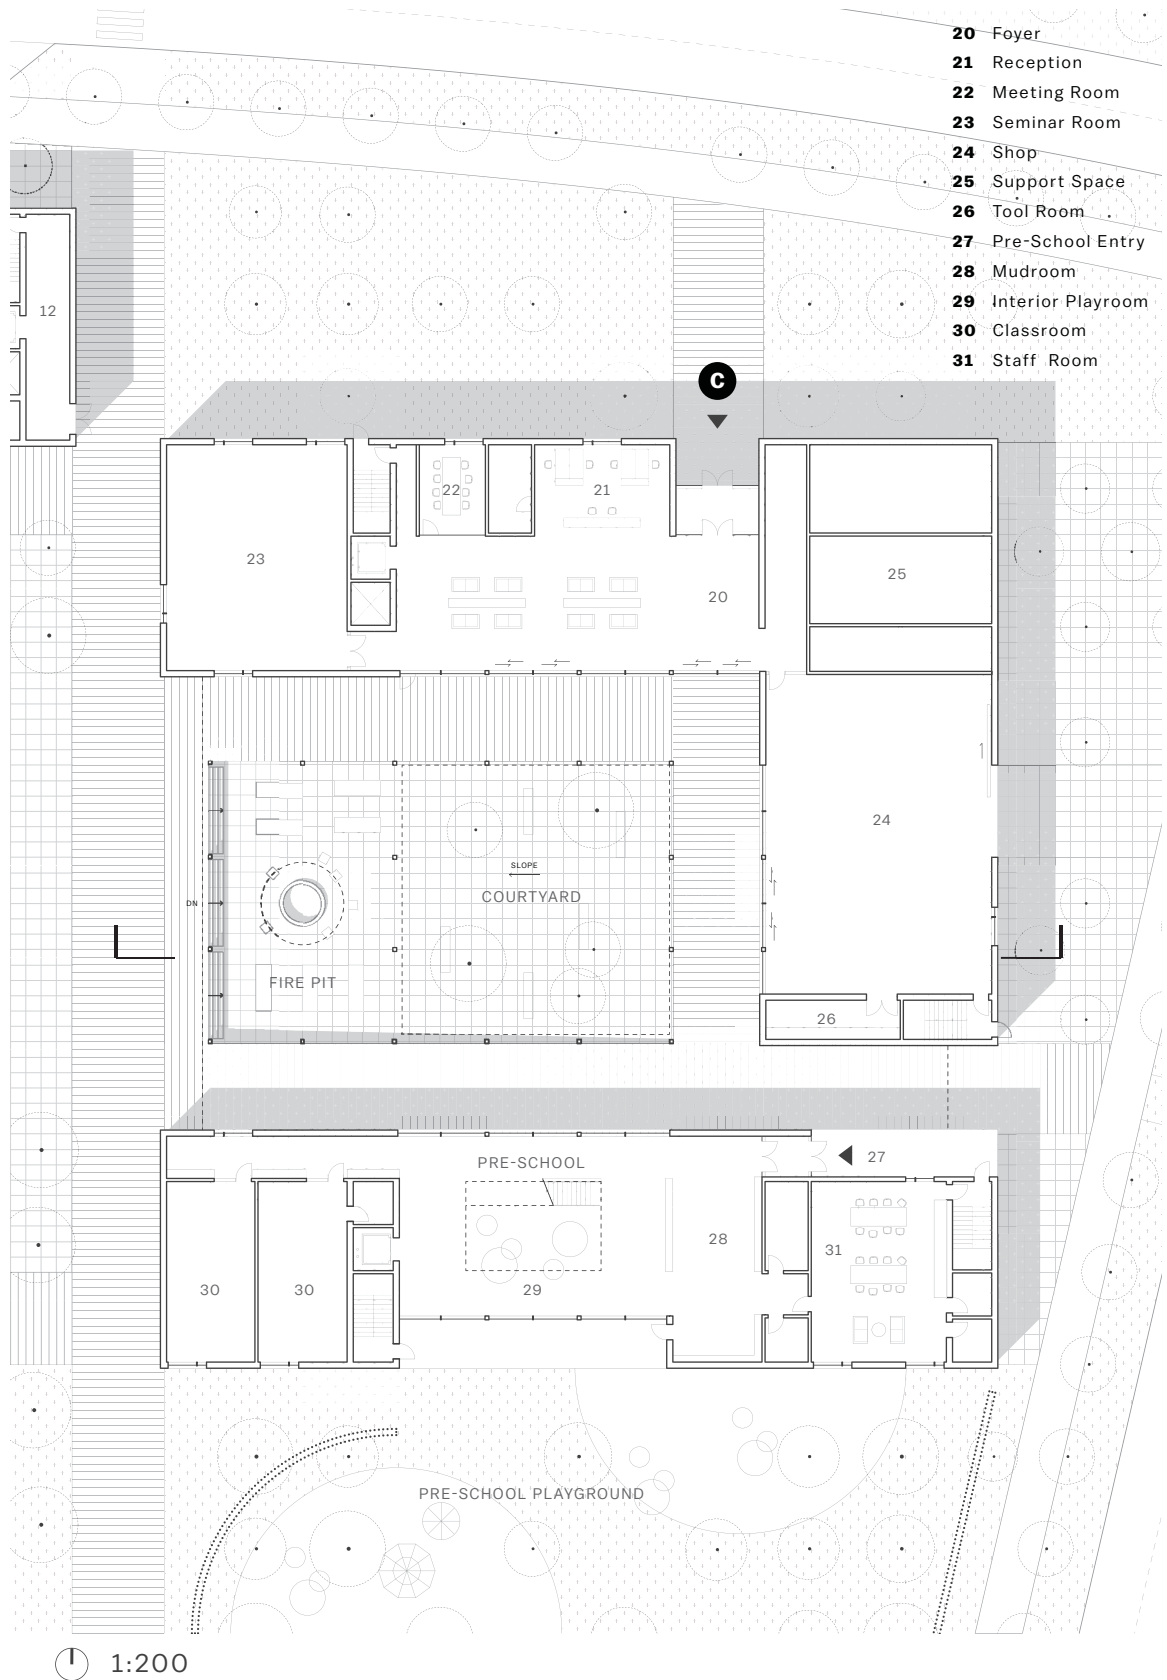 20 Foyer
21 Reception
22 Meeting Room
23 Seminar Room
24 Shop
25 Support Space
26 Tool Room
27 Pre-School Entry
28 Mudroom
29 Interior Playroom
30 Classroom
31 Staff Room
12
C
22
21
23
25
20
24
SLOPE
COURTYARD
DN
FIRE PIT
26
PRE-SCHOOL
27
28
31
30
30
29
PRE-SCHOOL PLAYGROUND
1:200